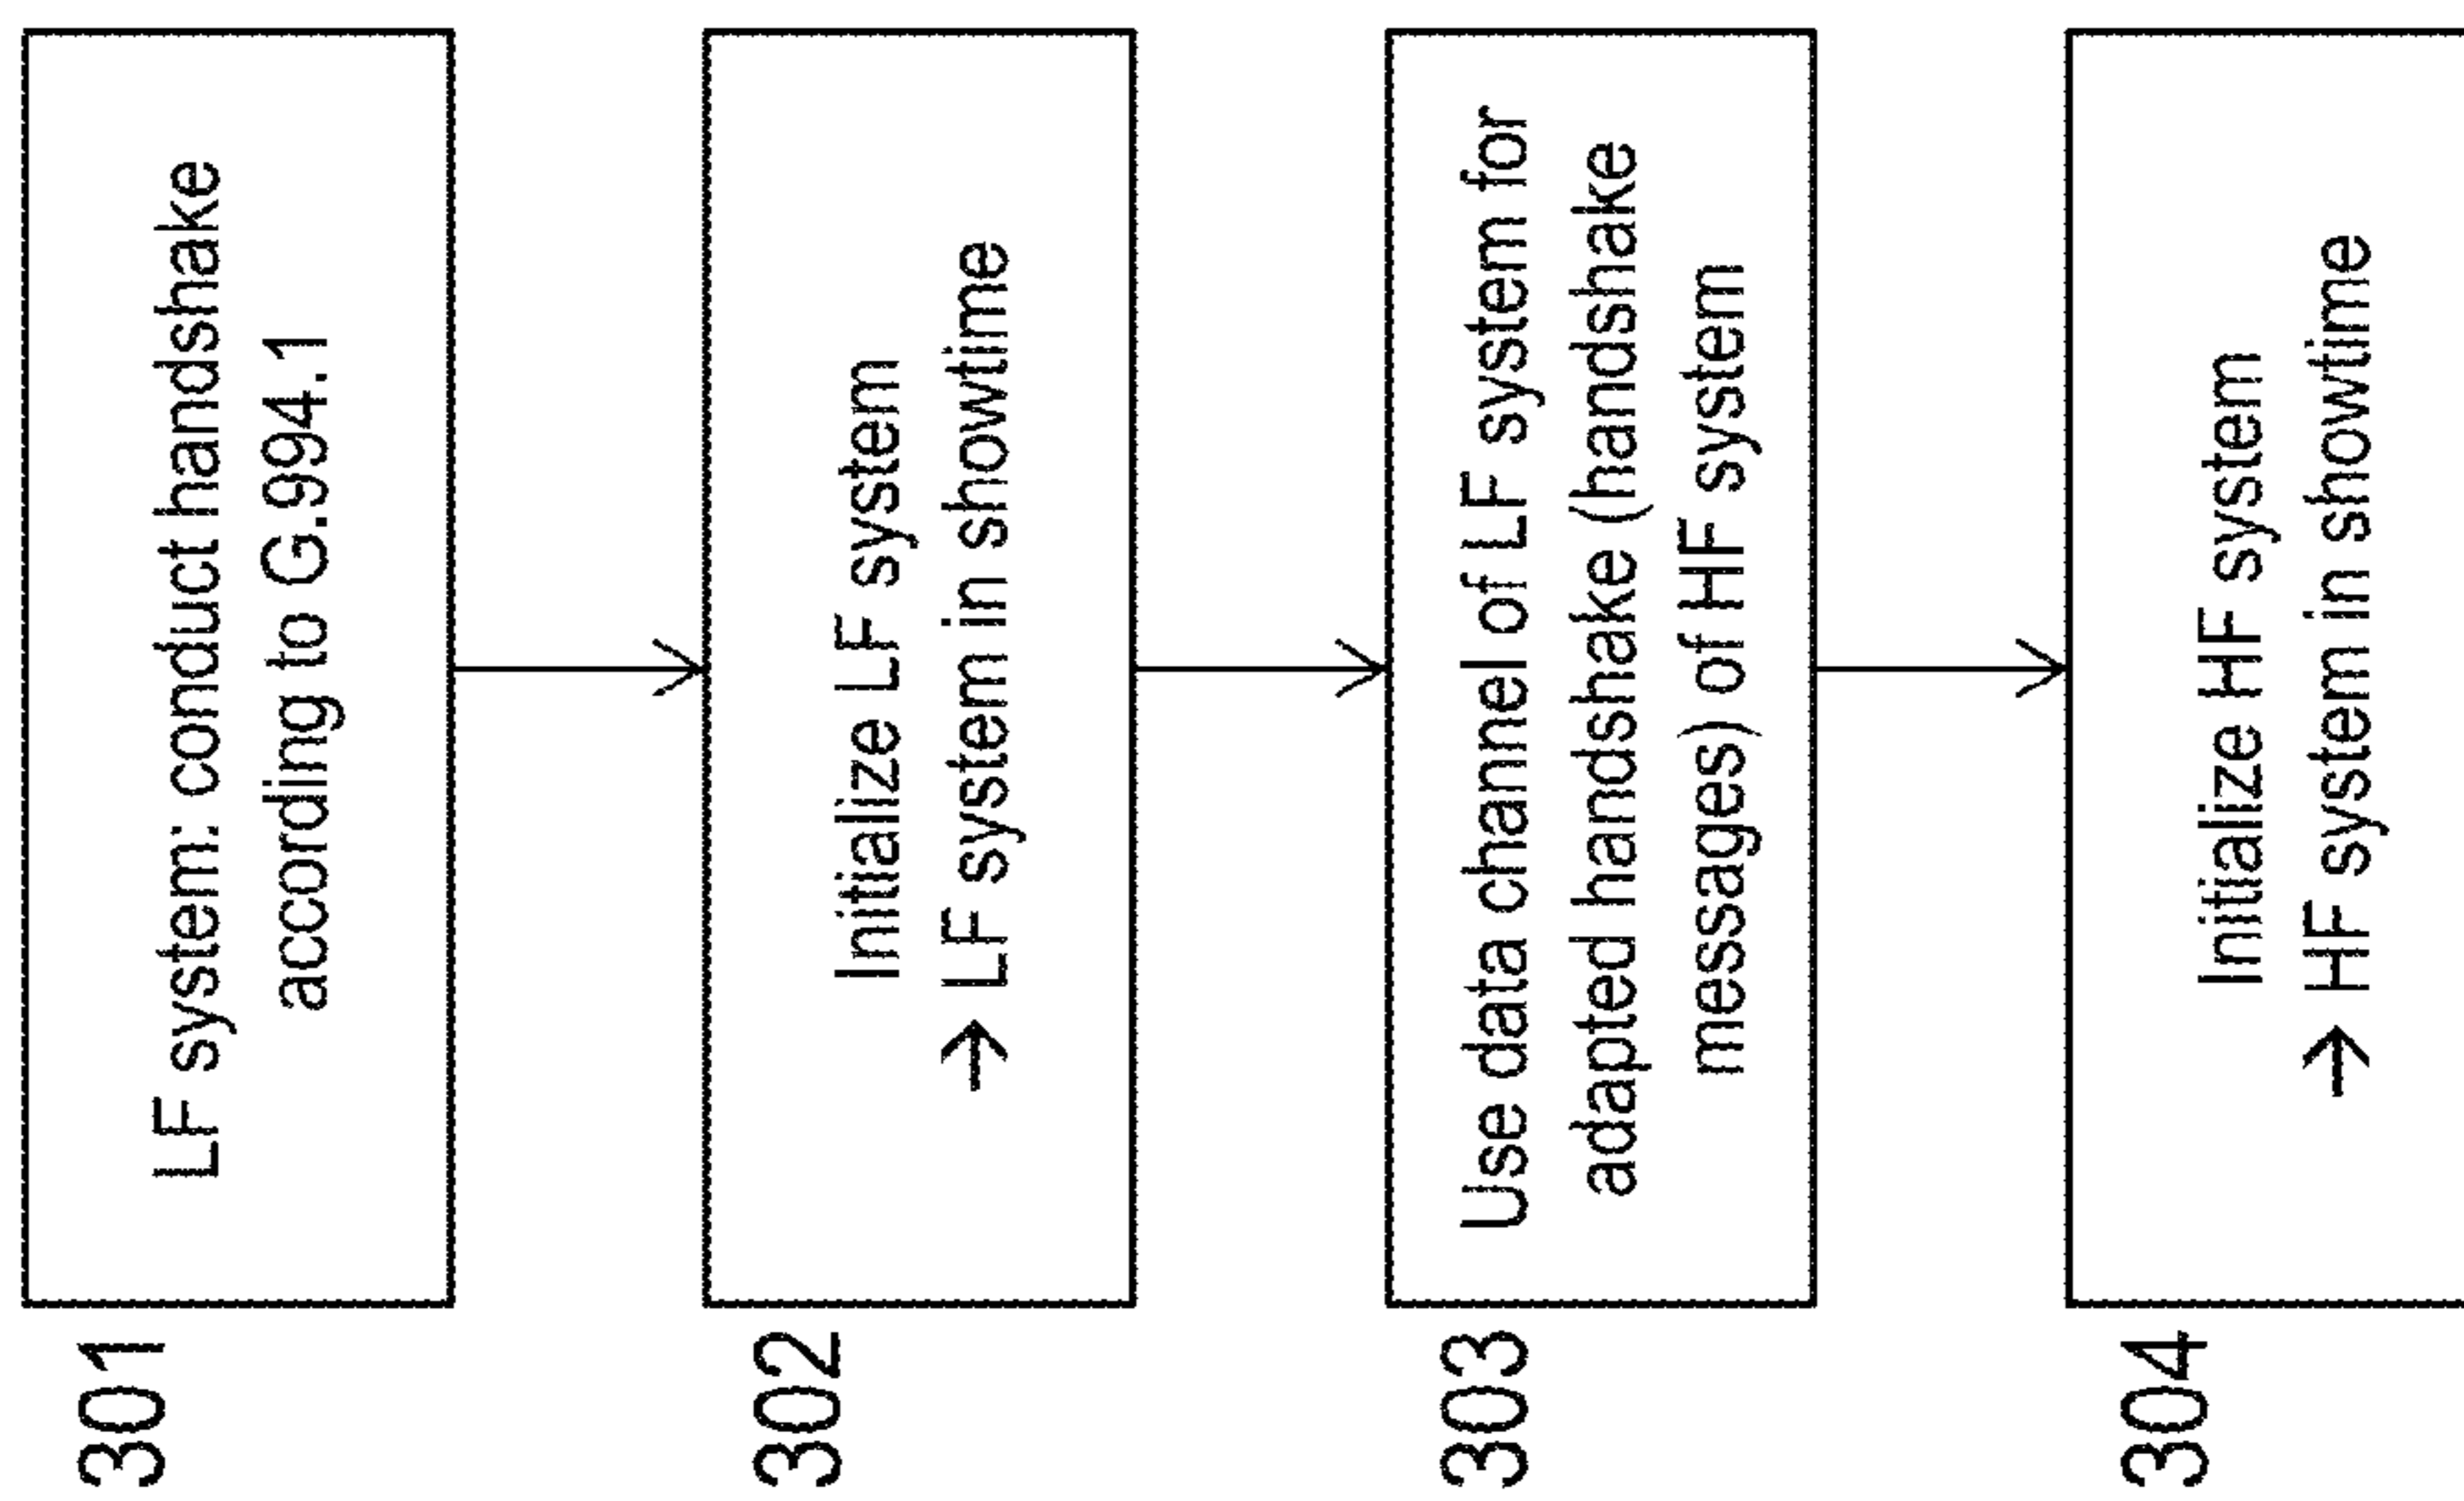 301
LF system: conduct handshake
according to G.994.1
302
Initialize LF system
→ LF system in showtime
303
Use data channel of LF system for
adapted handshake (handshake
messages) of HF system
304
Initialize HF system
→ HF system in showtime